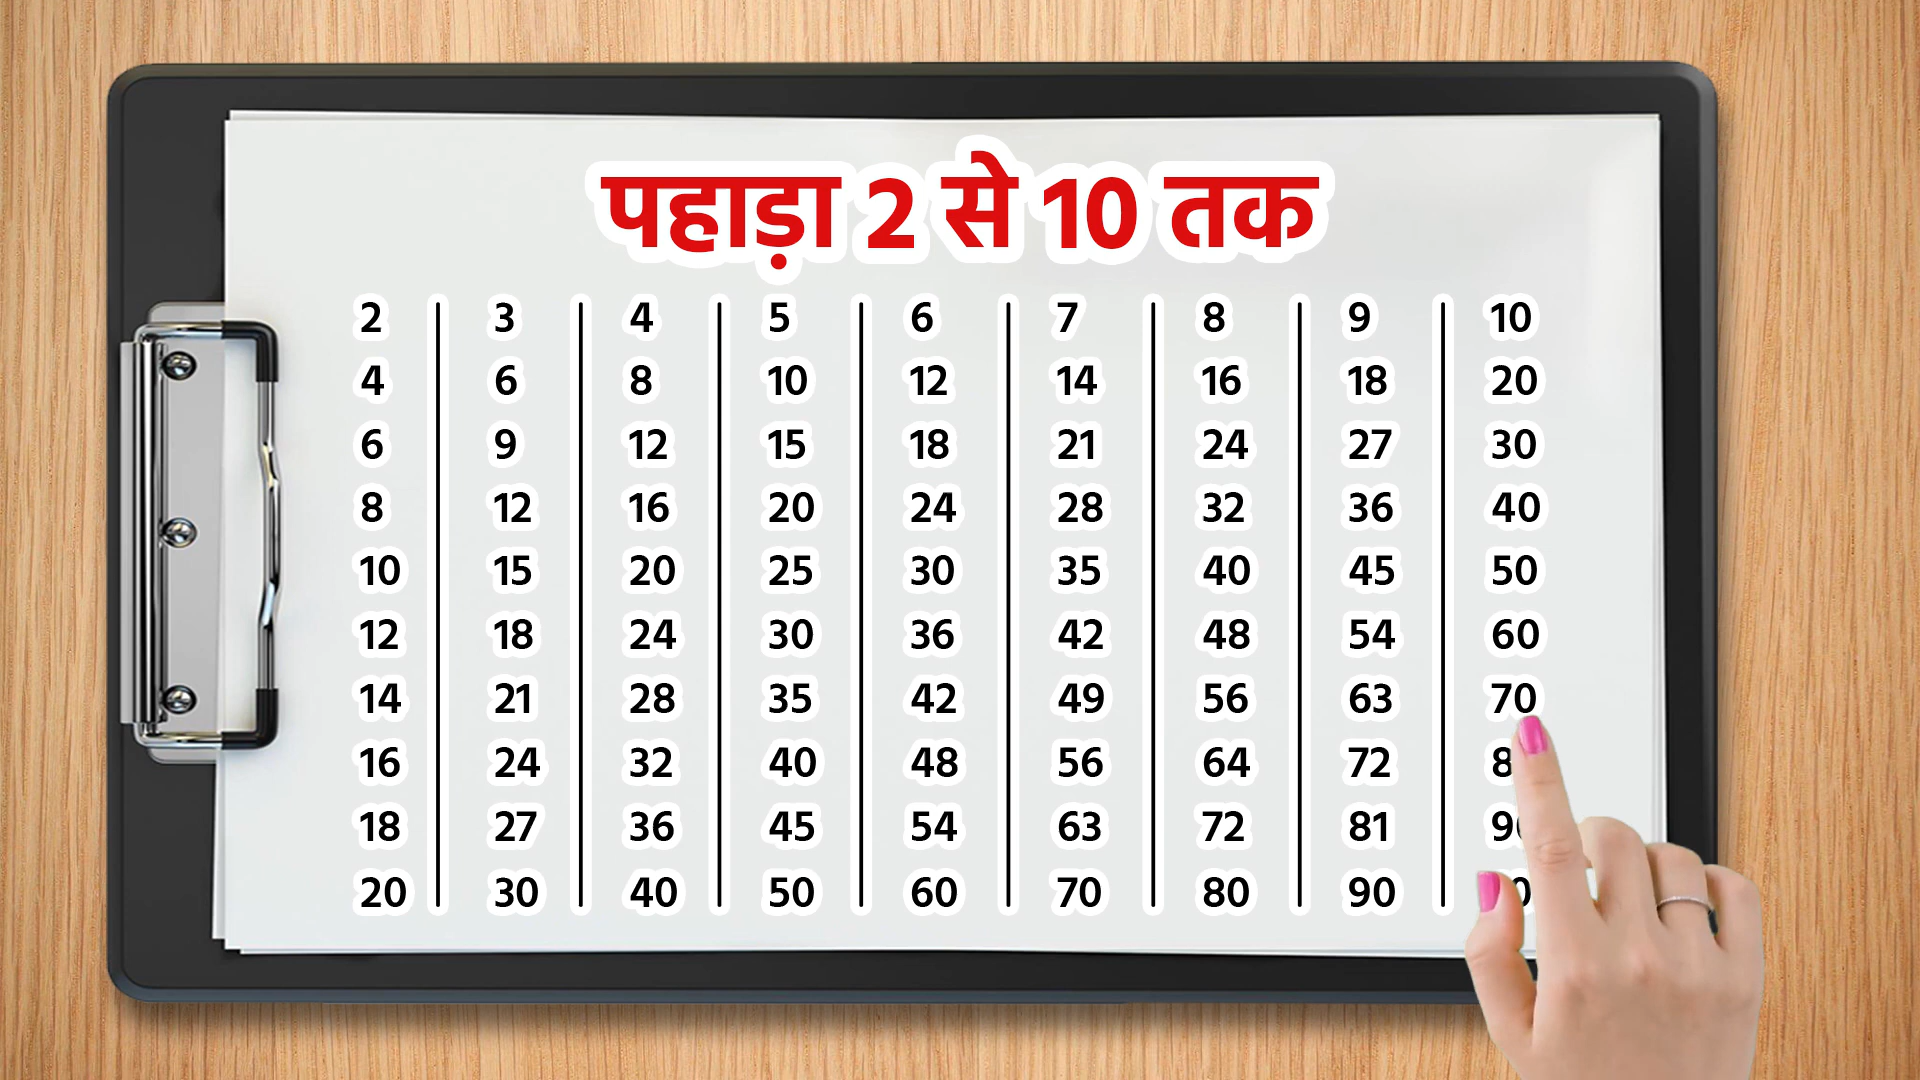 पहाड़ा 2 से 10 तक
2 3 4 5 6 7 8 9 10
4 6 8 10 12 14 16 18 20
6 9 12 15 18 21 24 27 30
8 12 16 20 24 28 32 36 40
10 15 20 25 30 35 40 45 50
12 18 24 30 36 42 48 54 60
14 21 28 35 42 49 56 63 70
16 24 32 40 48 56 64 72
18 27 36 45 54 63 72 81 90
20 30 40 50 60 70 80 90